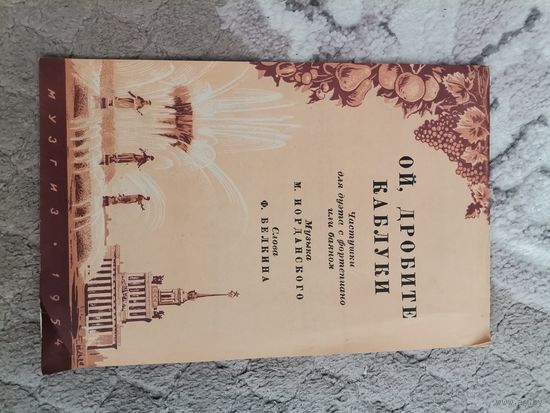 ОЙ, ДРОБИТЕ
КАБЛУКИ
Частушки
для дуэта с фортепиано
или баяном
Музыка
М. ИОРДАНСКОГО
Слова
Ф. БЕЛКИНА
МУЗГИЗ • 1954